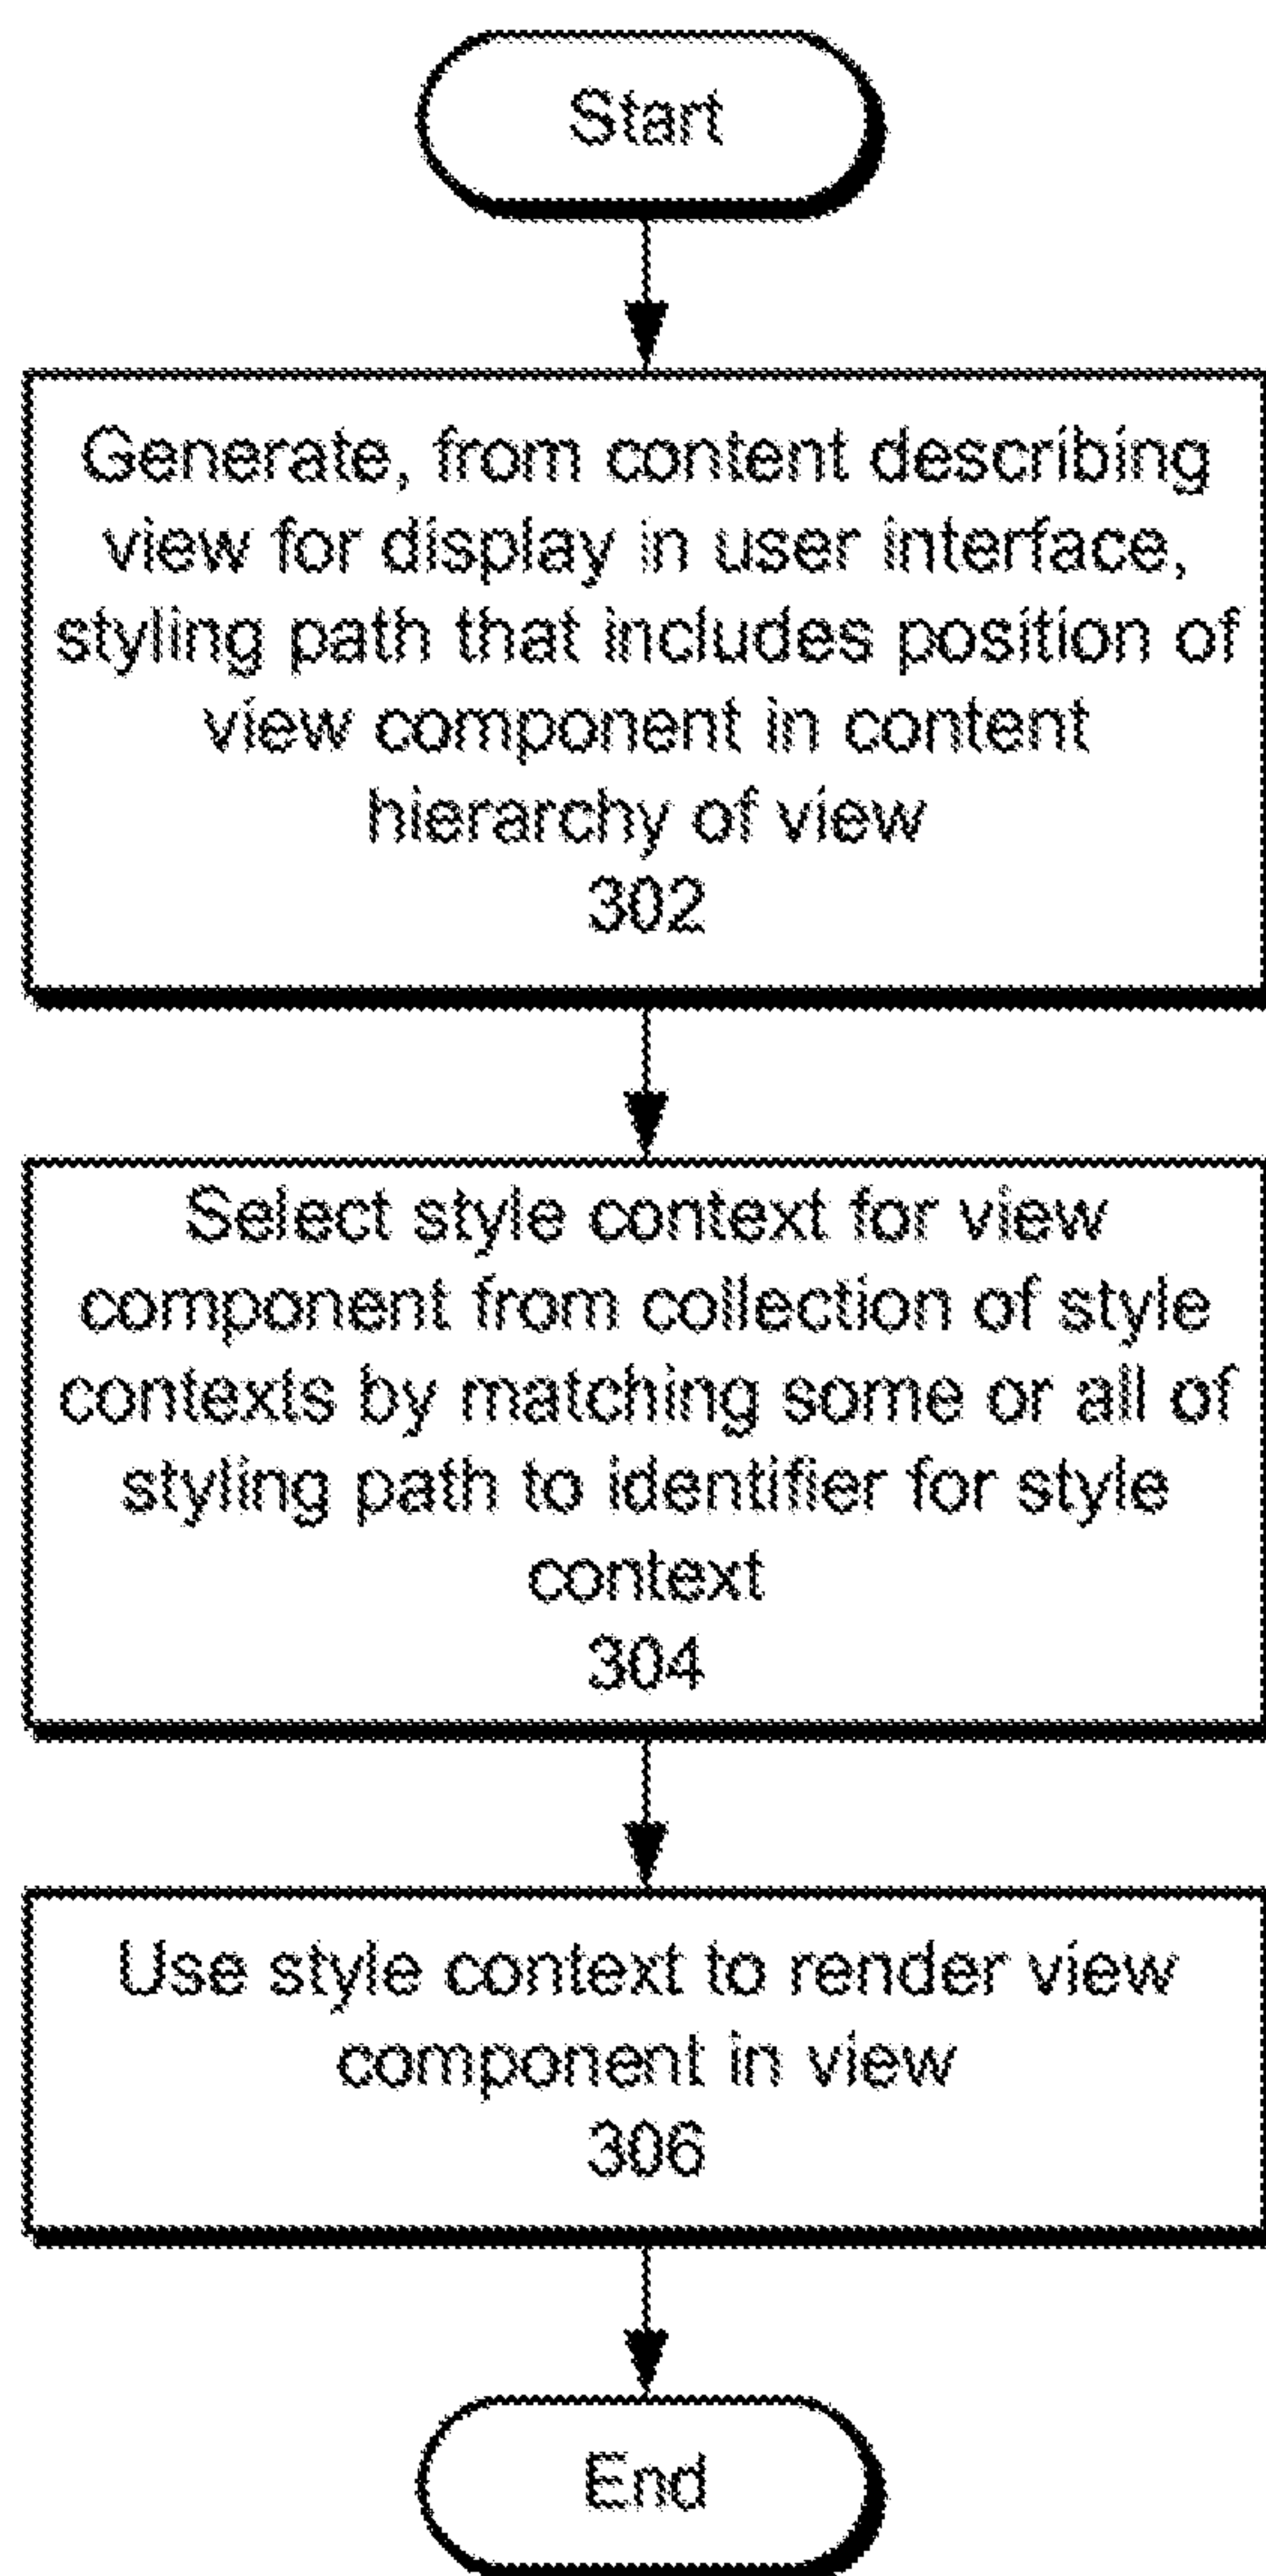 Start
Generate, from content describing
view for display in user interface,
styling path that includes position of
view component in content
hierarchy of view
302
Select style context for view
component from collection of style
contexts by matching some or all of
styling path to identifier for style
context
304
Use style context to render view
component in view
306
End